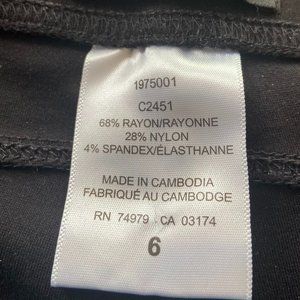 1975001
C2451
68% RAYON/RAYONNE
28% NYLON
4% SPANDEX/ÉLASTHANNE
MADE IN CAMBODIA
FABRIQUÉ AU CAMBODGE
RN 74979 CA 03174
6